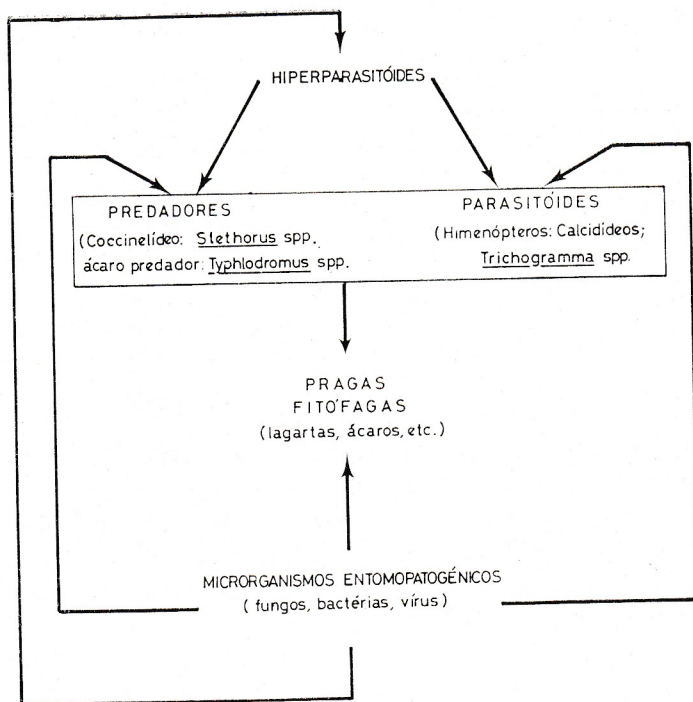 HIPERPARASITÓIDES
PREDADORES
(Coccinelídeo: Stethorus spp.
ácaro predador: Typhlodromus spp.
PARASITÓIDES
(Himenópteros: Calcidídeos;
Trichogramma spp.
PRAGAS
FITÓFAGAS
(lagartas, ácaros, etc.)
MICRORGANISMOS ENTOMOPATOGÉNICOS
( fungos, bactérias, vírus)